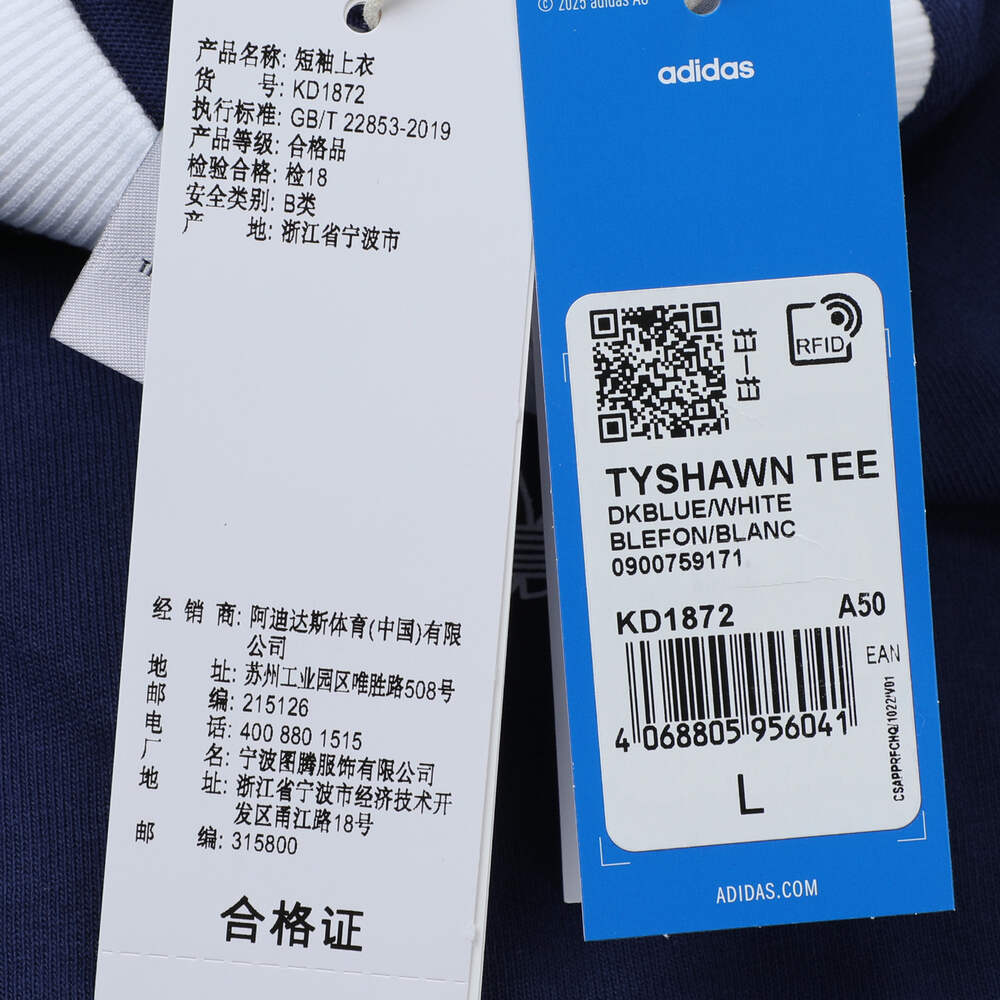 产品名称: 短袖上衣
货 号: KD1872
执行标准: GB/T 22853-2019
产品等级: 合格品
检验合格: 检18
安全类别: B类
产 地: 浙江省宁波市
经 销 商: 阿迪达斯体育(中国)有限
公司
地 址: 苏州工业园区唯胜路508号
邮 编: 215126
电 话: 400 880 1515
厂 名: 宁波图腾服饰有限公司
地 址: 浙江省宁波市经济技术开
发区甬江路18号
邮 编: 315800
合格证
© 2025 adidas AG
adidas
扫一扫
RFID
TYSHAWN TEE
DKBLUE/WHITE
BLEFON/BLANC
0900759171
KD1872 A50
EAN
4 068805 956041
CSAPPRFCHQ/1022/V01
L
ADIDAS.COM